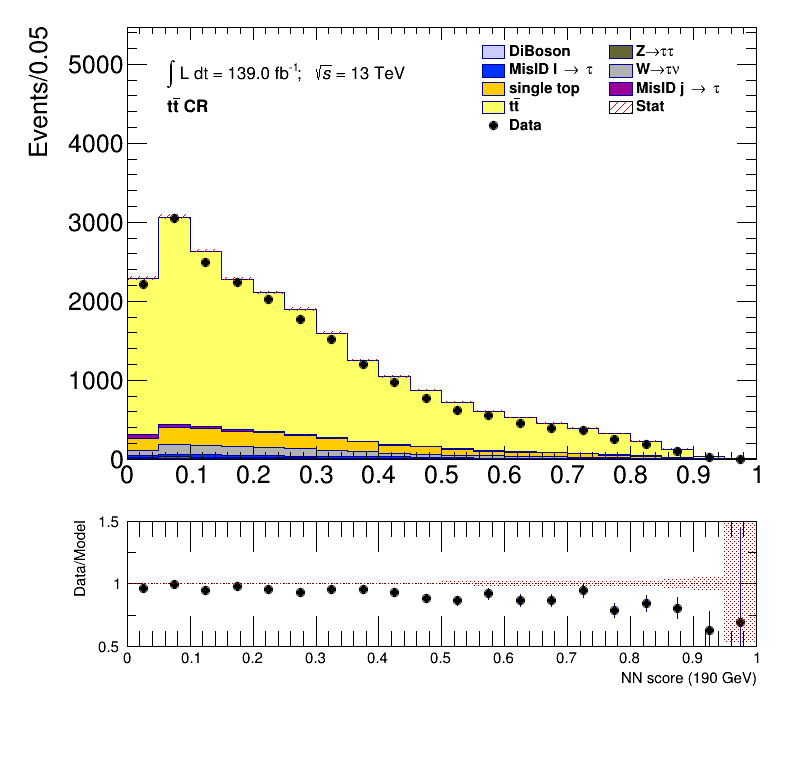 Events/0.05
5000
4000
3000
2000
1000
0
∫ L dt = 139.0 fb⁻¹; √s = 13 TeV
tt̄ CR
DiBoson Z→ττ
MisID l → τ W→τν
single top MisID j → τ
tt̄ Stat
Data
0 0.1 0.2 0.3 0.4 0.5 0.6 0.7 0.8 0.9 1
Data/Model
1.5
1
0.5
0 0.1 0.2 0.3 0.4 0.5 0.6 0.7 0.8 0.9 1
NN score (190 GeV)